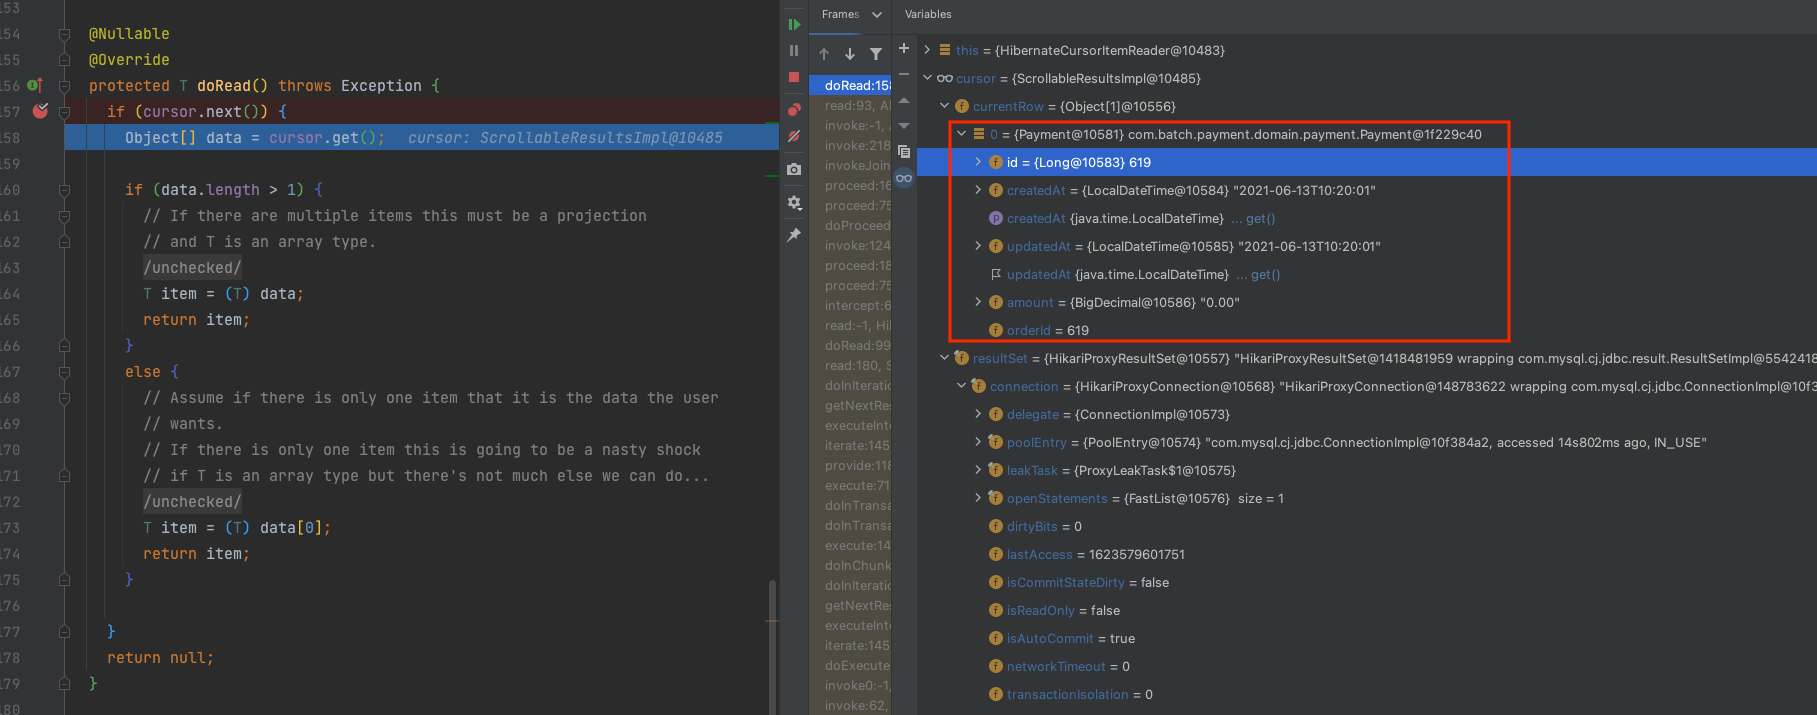 153
154 @Nullable
155 @Override
156 protected T doRead() throws Exception {
157 if (cursor.next()) {
158 Object[] data = cursor.get(); cursor: ScrollableResultsImpl@10485
159
160 if (data.length > 1) {
161 // If there are multiple items this must be a projection
162 // and T is an array type.
163 /unchecked/
164 T item = (T) data;
165 return item;
166 }
167 else {
168 // Assume if there is only one item that it is the data the user
169 // wants.
170 // If there is only one item this is going to be a nasty shock
171 // if T is an array type but there's not much else we can do...
172 /unchecked/
173 T item = (T) data[0];
174 return item;
175 }
176
177 }
178 return null;
179 }
180
Frames
doRead:158
read:93, Al
invoke:-1, A
invoke:218
invokeJoin
proceed:16
proceed:75
doProceed
invoke:124
proceed:18
proceed:75
intercept:6
read:-1, Hil
doRead:99
read:180, S
doInIteratio
getNextRes
executeInte
iterate:145
provide:118
execute:71
doInTransa
doInTransa
execute:14
doInChunk
doInIteratio
getNextRes
executeInte
iterate:145
doExecute
invoke0:-1,
invoke:62,
Variables
this = {HibernateCursorItemReader@10483}
cursor = {ScrollableResultsImpl@10485}
currentRow = {Object[1]@10556}
0 = {Payment@10581} com.batch.payment.domain.payment.Payment@1f229c40
id = {Long@10583} 619
createdAt = {LocalDateTime@10584} "2021-06-13T10:20:01"
createdAt {java.time.LocalDateTime} ... get()
updatedAt = {LocalDateTime@10585} "2021-06-13T10:20:01"
updatedAt {java.time.LocalDateTime} ... get()
amount = {BigDecimal@10586} "0.00"
orderId = 619
resultSet = {HikariProxyResultSet@10557} "HikariProxyResultSet@1418481959 wrapping com.mysql.cj.jdbc.result.ResultSetImpl@5542418
connection = {HikariProxyConnection@10568} "HikariProxyConnection@148783622 wrapping com.mysql.cj.jdbc.ConnectionImpl@10f3
delegate = {ConnectionImpl@10573}
poolEntry = {PoolEntry@10574} "com.mysql.cj.jdbc.ConnectionImpl@10f384a2, accessed 14s802ms ago, IN_USE"
leakTask = {ProxyLeakTask$1@10575}
openStatements = {FastList@10576} size = 1
dirtyBits = 0
lastAccess = 1623579601751
isCommitStateDirty = false
isReadOnly = false
isAutoCommit = true
networkTimeout = 0
transactionIsolation = 0